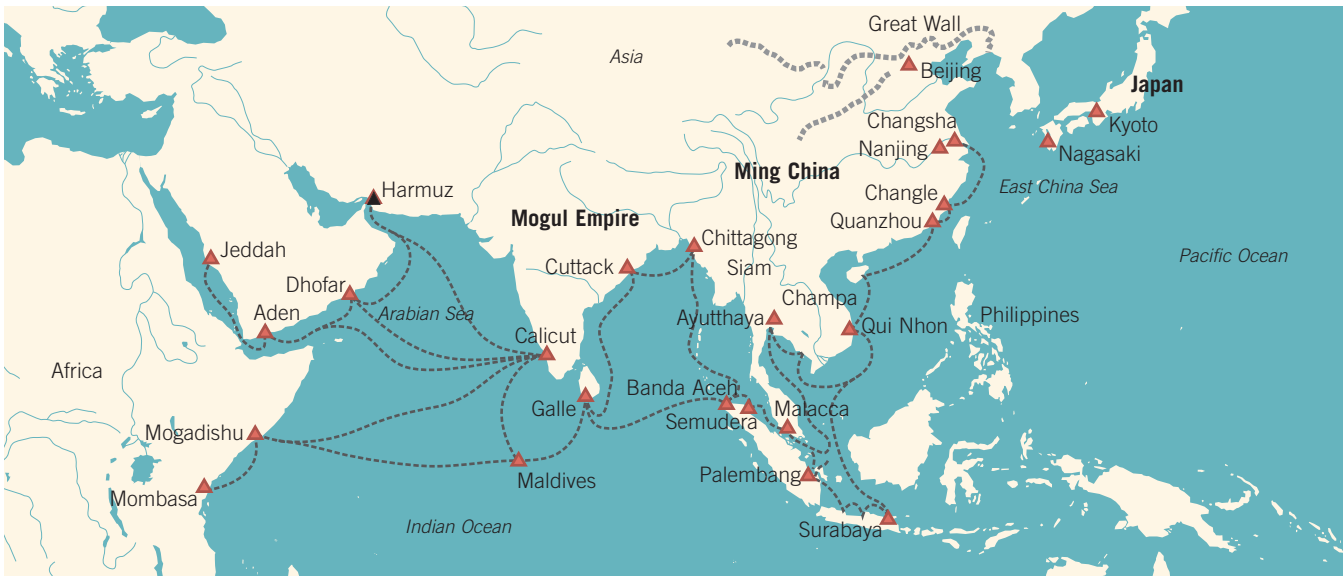 Great Wall
Asia
Beijing
Japan
Kyoto
Changsha
Nanjing
Nagasaki
Ming China
East China Sea
Harmuz
Changle
Mogul Empire
Quanzhou
Jeddah
Chittagong
Pacific Ocean
Cuttack
Siam
Dhofar
Champa
Aden
Arabian Sea
Ayutthaya
Philippines
Calicut
Qui Nhon
Africa
Banda Aceh
Galle
Semudera
Malacca
Mogadishu
Maldives
Palembang
Mombasa
Indian Ocean
Surabaya